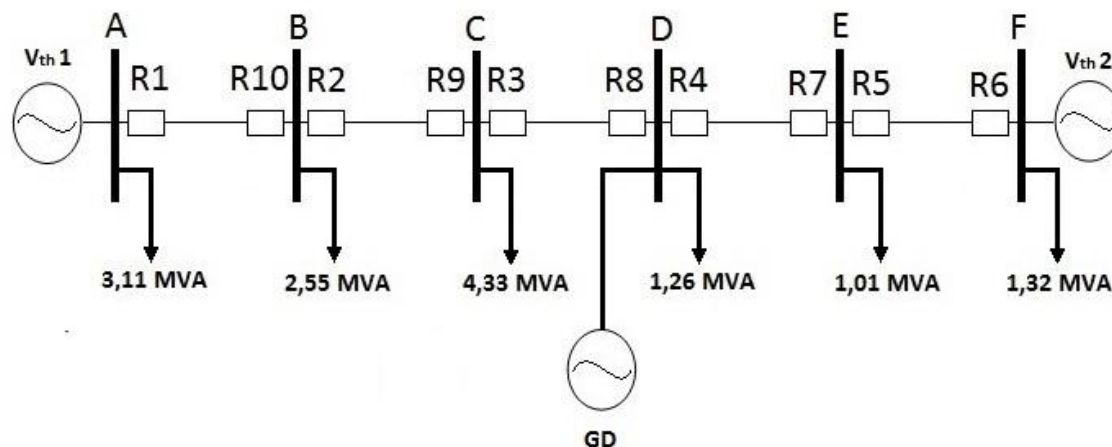 A B C D E F
Vth 1 R1 R10 R2 R9 R3 R8 R4 R7 R5 R6 Vth 2
3,11 MVA 2,55 MVA 4,33 MVA 1,26 MVA 1,01 MVA 1,32 MVA
GD